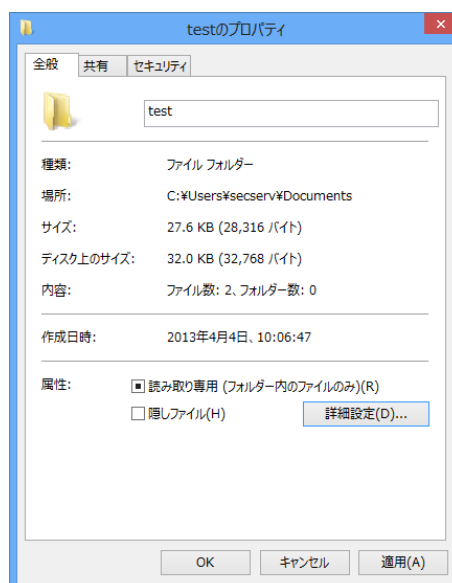 testのプロパティ
全般 共有 セキュリティ
test
種類: ファイル フォルダー
場所: C:¥Users¥secserv¥Documents
サイズ: 27.6 KB (28,316 バイト)
ディスク上のサイズ: 32.0 KB (32,768 バイト)
内容: ファイル数: 2、フォルダー数: 0
作成日時: 2013年4月4日、10:06:47
属性: 読み取り専用 (フォルダー内のファイルのみ)(R)
隠しファイル(H) 詳細設定(D)...
OK キャンセル 適用(A)